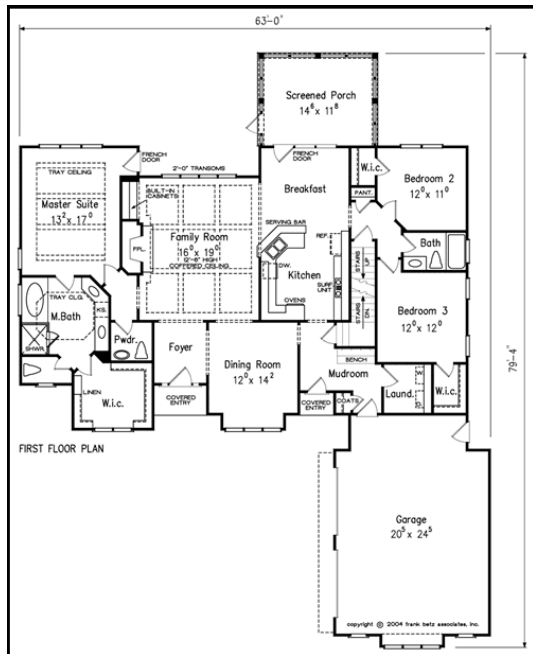 63'-0"
Screened Porch
14⁶ x 11⁸
FRENCH
DOOR
FRENCH
DOOR
2'-0" TRANSOMS
TRAY CEILING
Master Suite
13² x 17⁰
BUILT-IN
CABINETS
Breakfast
W.i.c.
Bedroom 2
12⁰ x 11⁰
PANT.
SERVING BAR
Family Room
16⁰ x 19⁰
12'-8" HIGH
COFFERED CEILING
FPL.
REF.
Bath
STAIRS
UP
D.W.
Kitchen
SURF.
UNIT
OVENS
STAIRS
DN.
Bedroom 3
12⁰ x 12⁰
TRAY CLG.
M.Bath
KS.
SHWR.
Pwdr.
Foyer
Dining Room
12⁰ x 14²
BENCH
Mudroom
LINEN
W.i.c.
COVERED
ENTRY
COVERED
ENTRY
COATS
Laund.
W
D
W.i.c.
79'-4"
FIRST FLOOR PLAN
Garage
20⁵ x 24⁵
copyright © 2004 frank betz associates, inc.